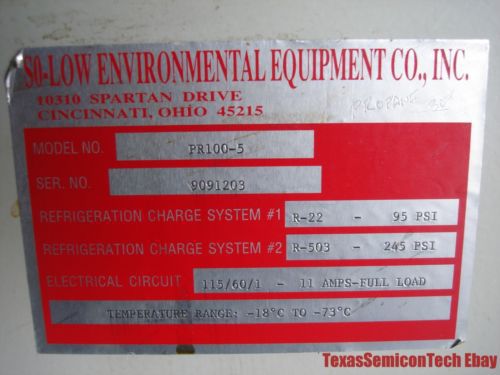 SO-LOW ENVIRONMENTAL EQUIPMENT CO., INC.
10310 SPARTAN DRIVE
CINCINNATI, OHIO 45215
PROPANE
MODEL NO. PR100-5
SER. NO. 9091203
REFRIGERATION CHARGE SYSTEM #1 R-22 - 95 PSI
REFRIGERATION CHARGE SYSTEM #2 R-503 - 245 PSI
ELECTRICAL CIRCUIT 115/60/1 - 11 AMPS-FULL LOAD
TEMPERATURE RANGE: -18°C TO -73°C
TexasSemiconTech Ebay